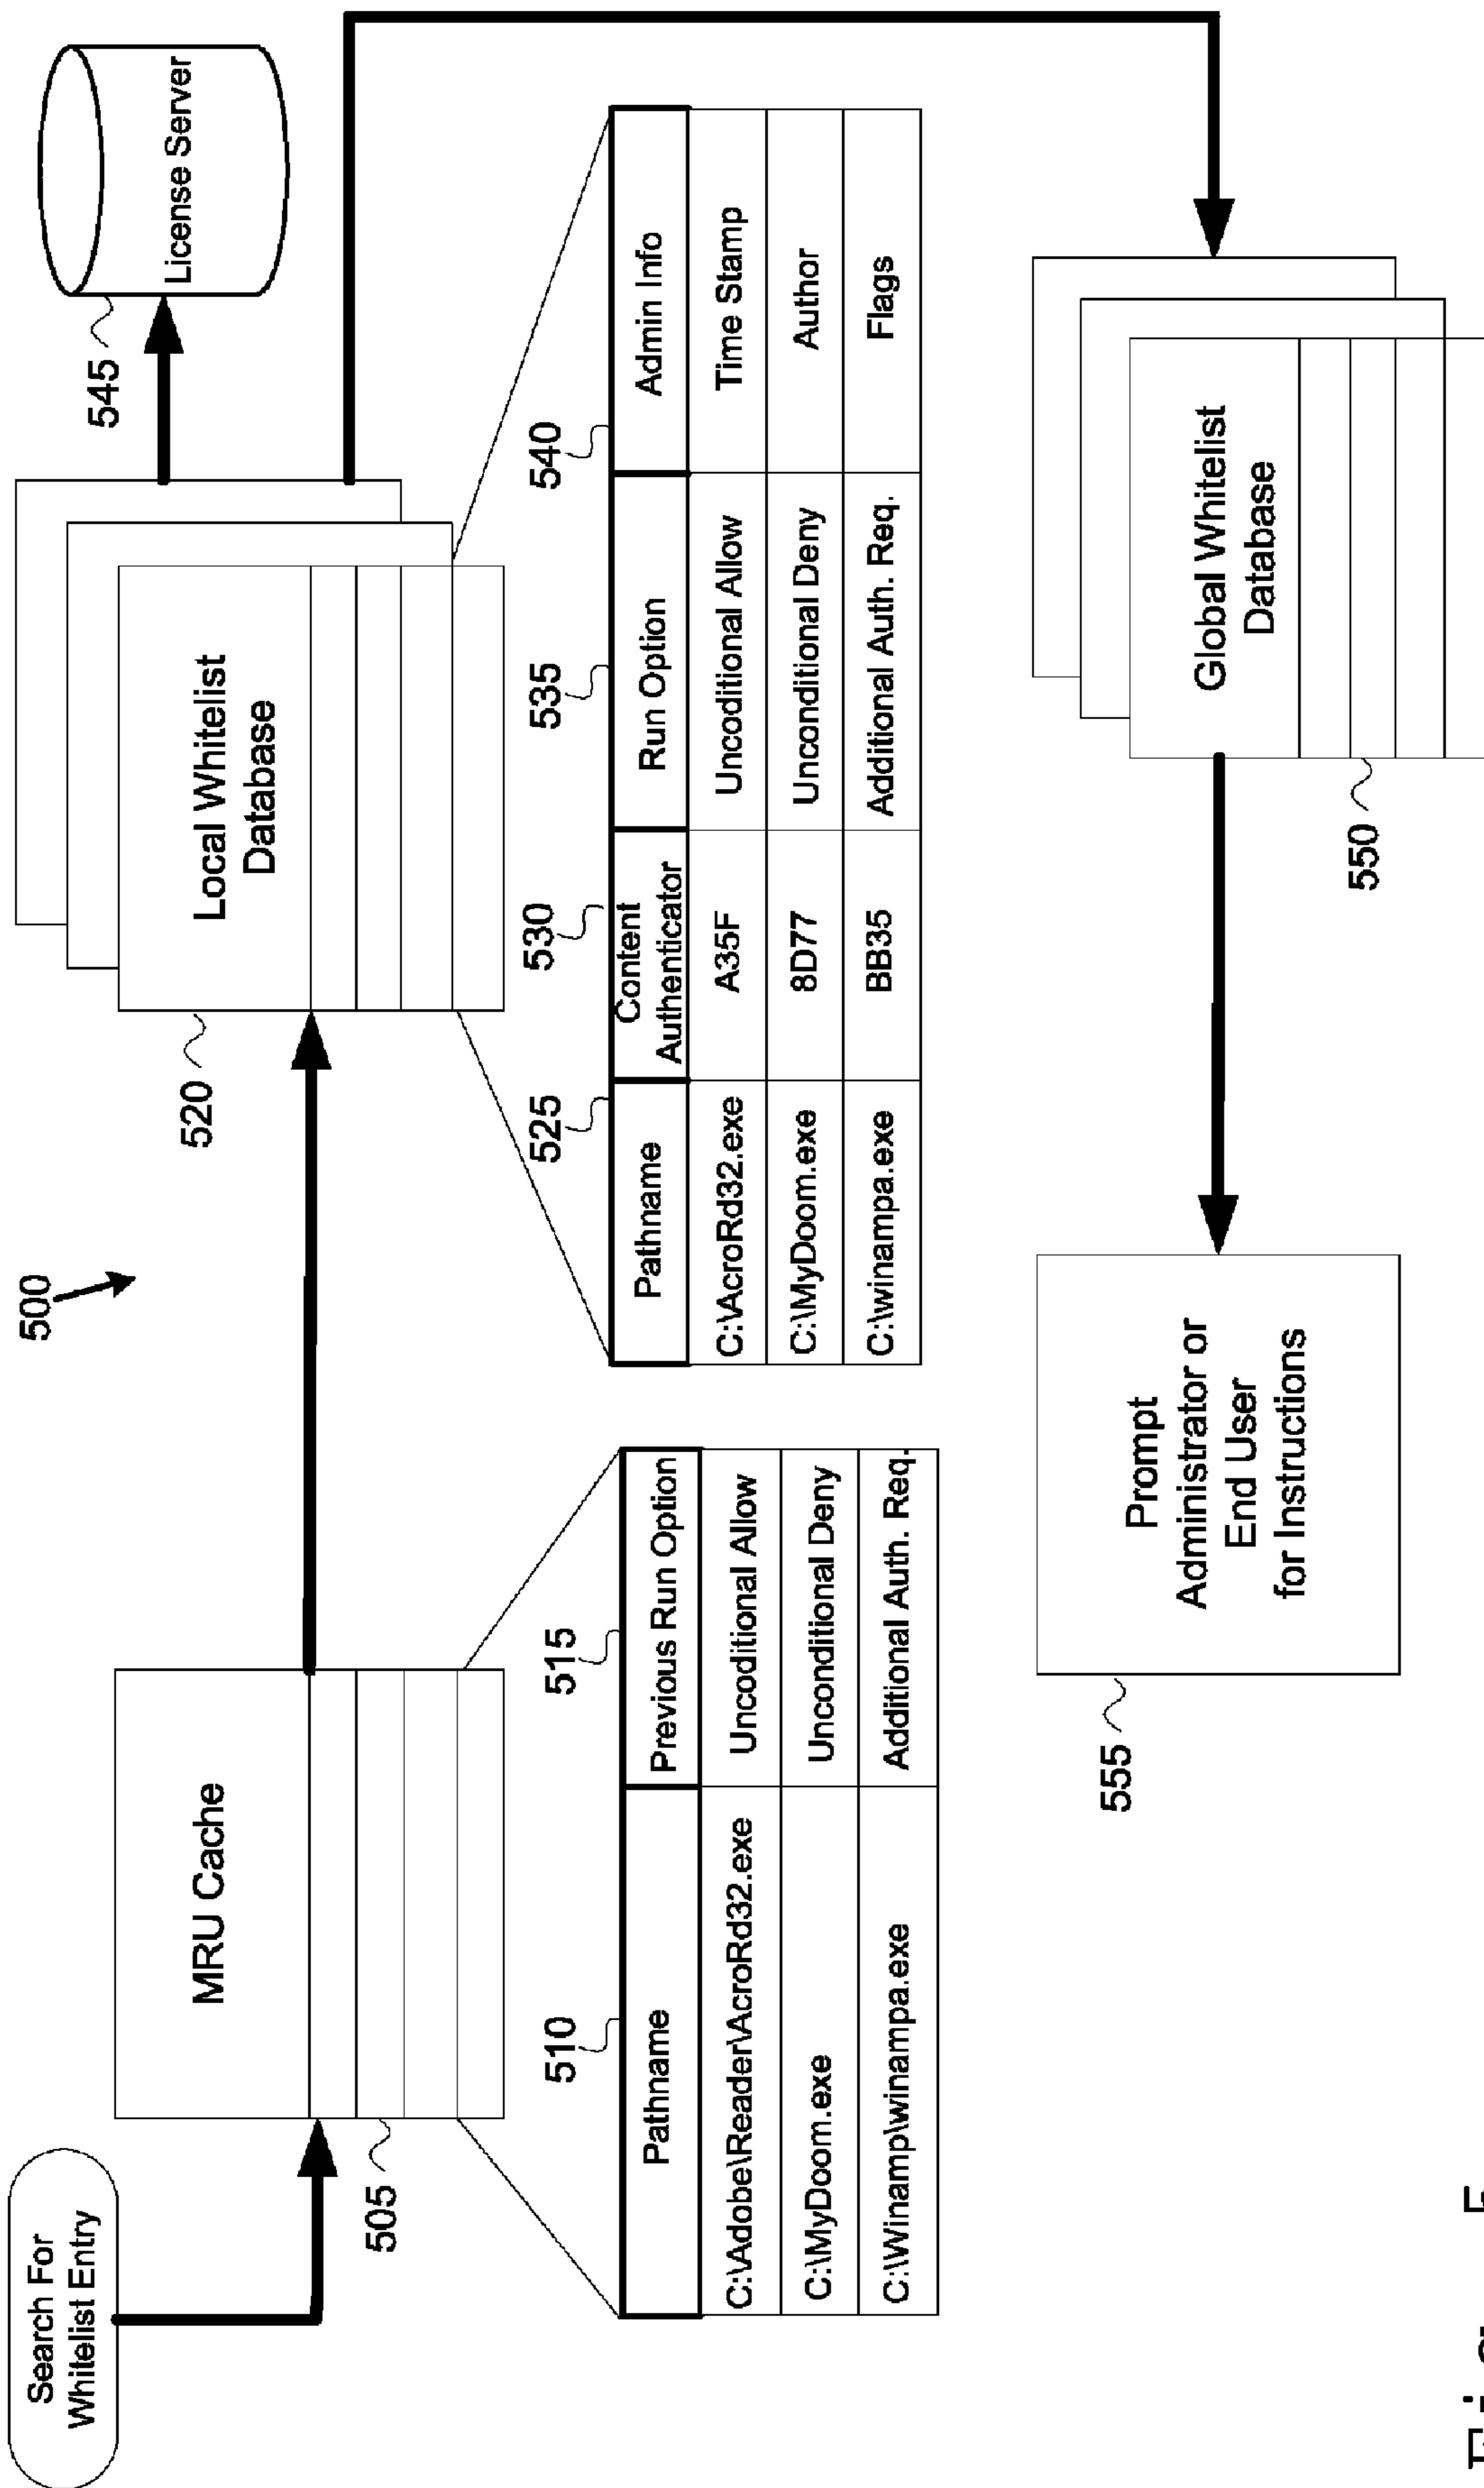 500
Search For
Whitelist Entry
MRU Cache
505
Local Whitelist
Database
520
License Server
545
510
515
Pathname
Previous Run Option
C:\Adobe\Reader\AcroRd32.exe
Uncoditional Allow
C:\MyDoom.exe
Unconditional Deny
C:\Winamp\winampa.exe
Additional Auth. Req.
525
530
535
540
Pathname
Content
Authenticator
Run Option
Admin Info
C:\AcroRd32.exe
A35F
Uncoditional Allow
Time Stamp
C:\MyDoom.exe
8D77
Unconditional Deny
Author
C:\winampa.exe
BB35
Additional Auth. Req.
Flags
555
Prompt
Administrator or
End User
for Instructions
Global Whitelist
Database
550